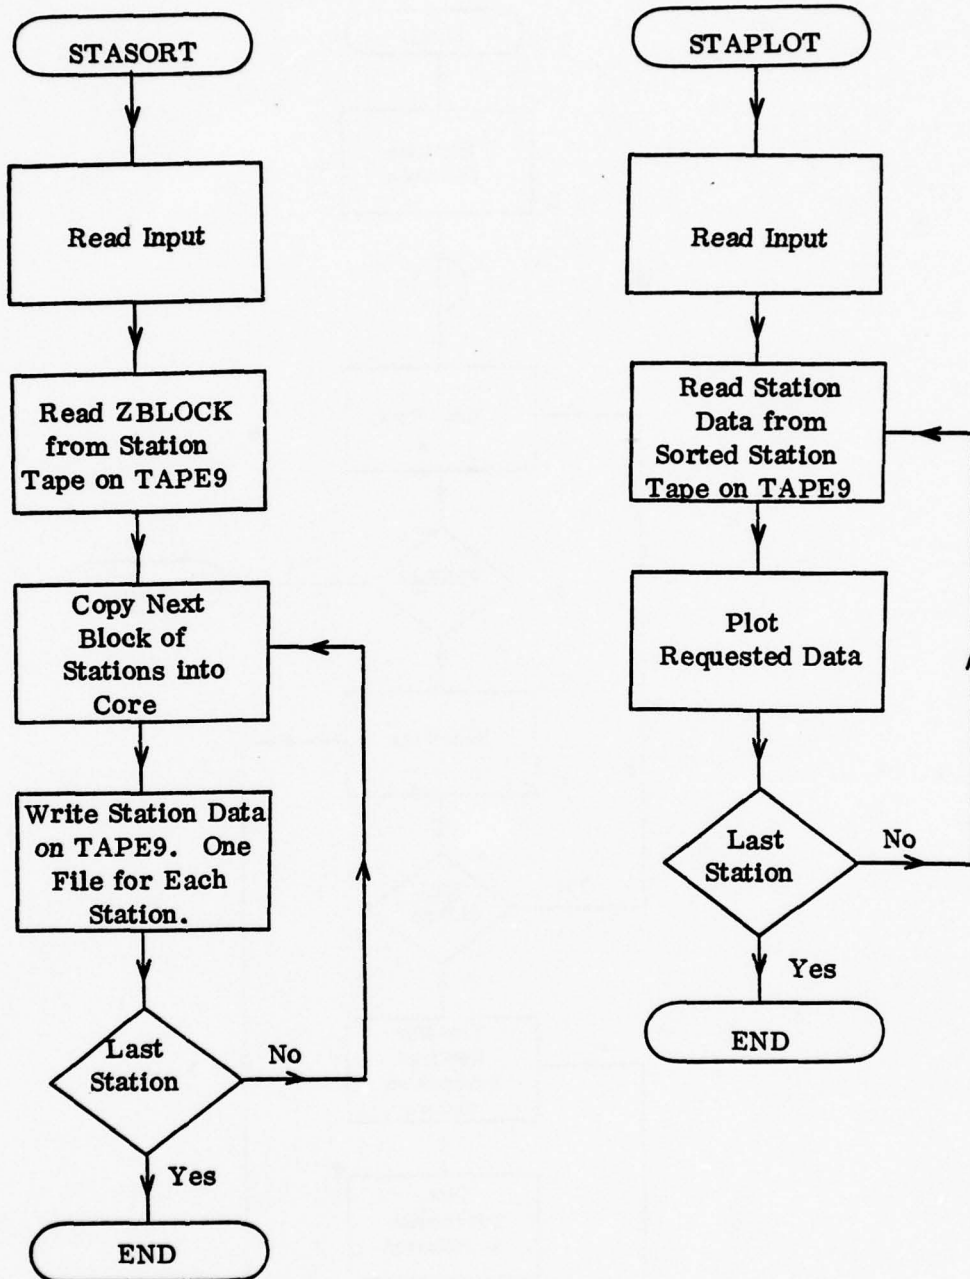 STASORT
Read Input
Read ZBLOCK
from Station
Tape on TAPE9
Copy Next
Block of
Stations into
Core
Write Station Data
on TAPE9. One
File for Each
Station.
Last
Station
No
Yes
END
STAPLOT
Read Input
Read Station
Data from
Sorted Station
Tape on TAPE9
Plot
Requested Data
Last
Station
No
Yes
END